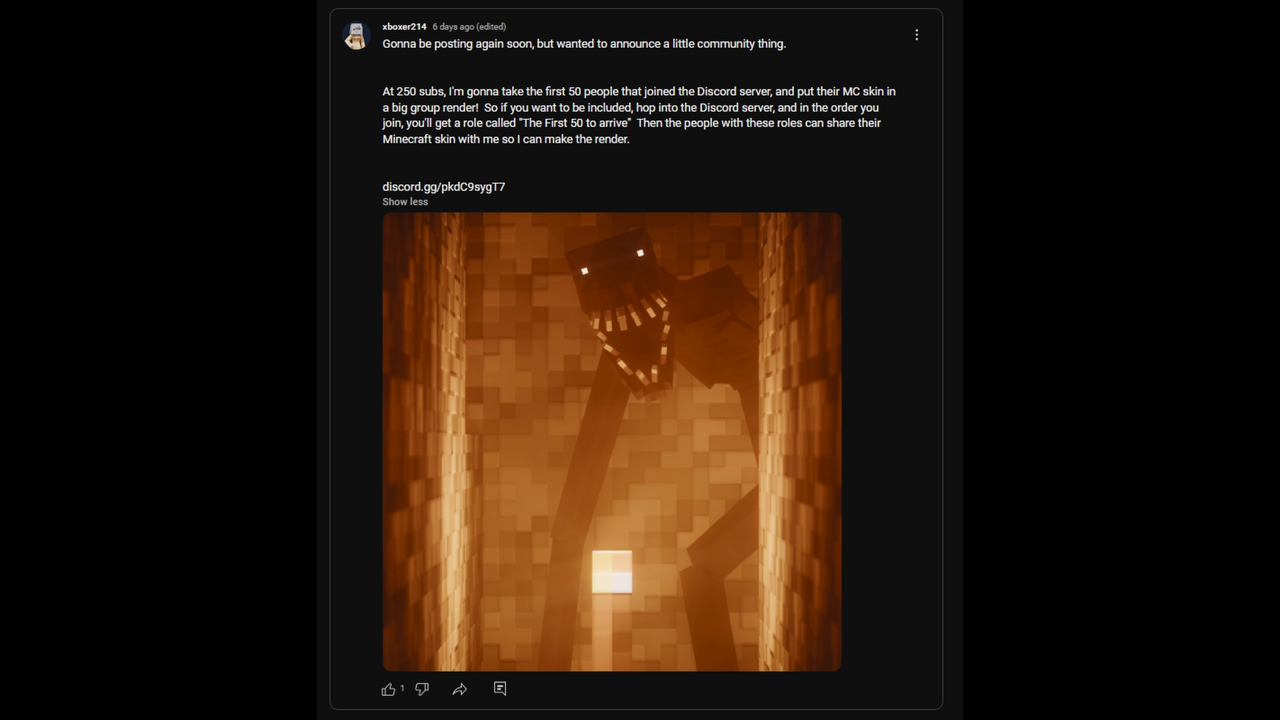 xboxer214 6 days ago (edited)
Gonna be posting again soon, but wanted to announce a little community thing.
At 250 subs, I'm gonna take the first 50 people that joined the Discord server, and put their MC skin in
a big group render!  So if you want to be included, hop into the Discord server, and in the order you
join, you'll get a role called "The First 50 to arrive"  Then the people with these roles can share their
Minecraft skin with me so I can make the render.
discord.gg/pkdC9sygT7
Show less
1